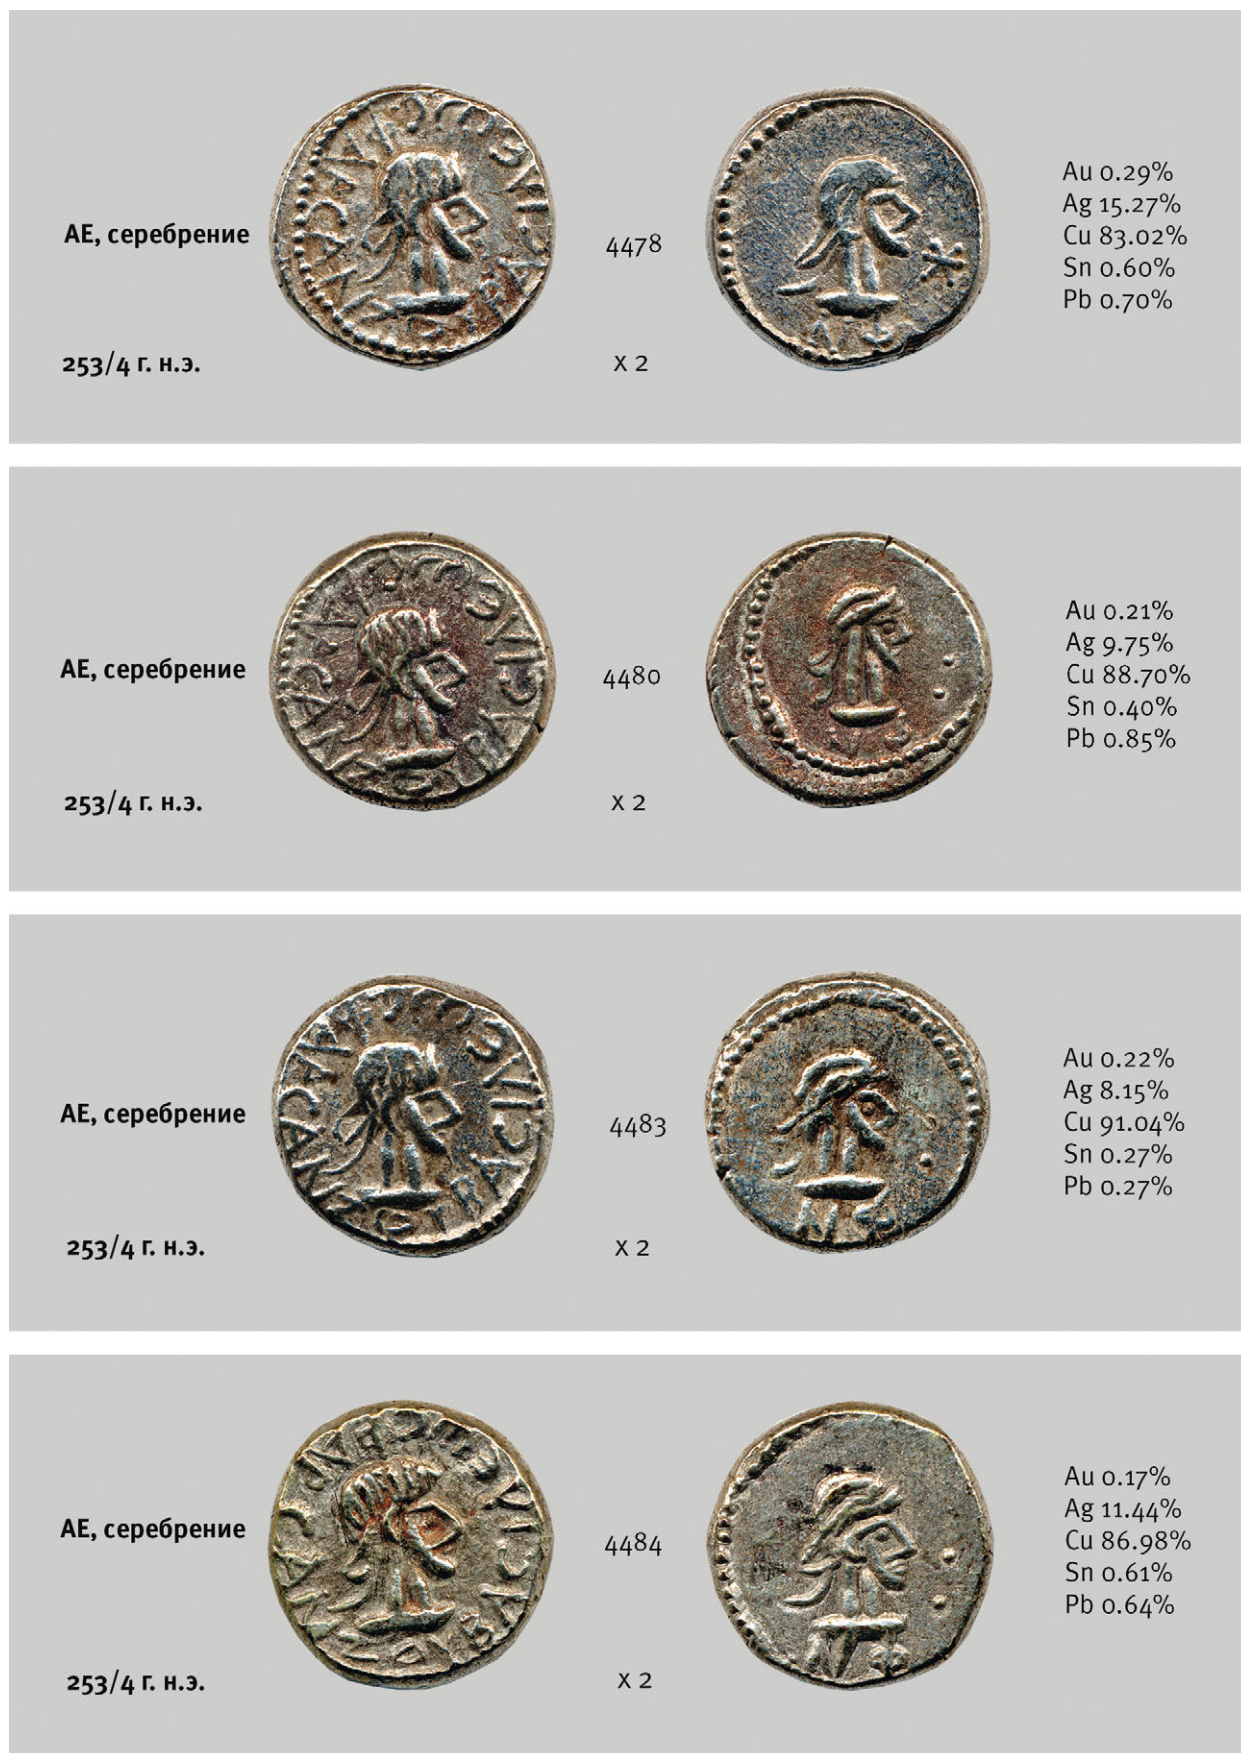 AE, серебрение
4478
253/4 г. н.э.
x 2
Au 0.29%
Ag 15.27%
Cu 83.02%
Sn 0.60%
Pb 0.70%
AE, серебрение
4480
253/4 г. н.э.
x 2
Au 0.21%
Ag 9.75%
Cu 88.70%
Sn 0.40%
Pb 0.85%
AE, серебрение
4483
253/4 г. н.э.
x 2
Au 0.22%
Ag 8.15%
Cu 91.04%
Sn 0.27%
Pb 0.27%
AE, серебрение
4484
253/4 г. н.э.
x 2
Au 0.17%
Ag 11.44%
Cu 86.98%
Sn 0.61%
Pb 0.64%